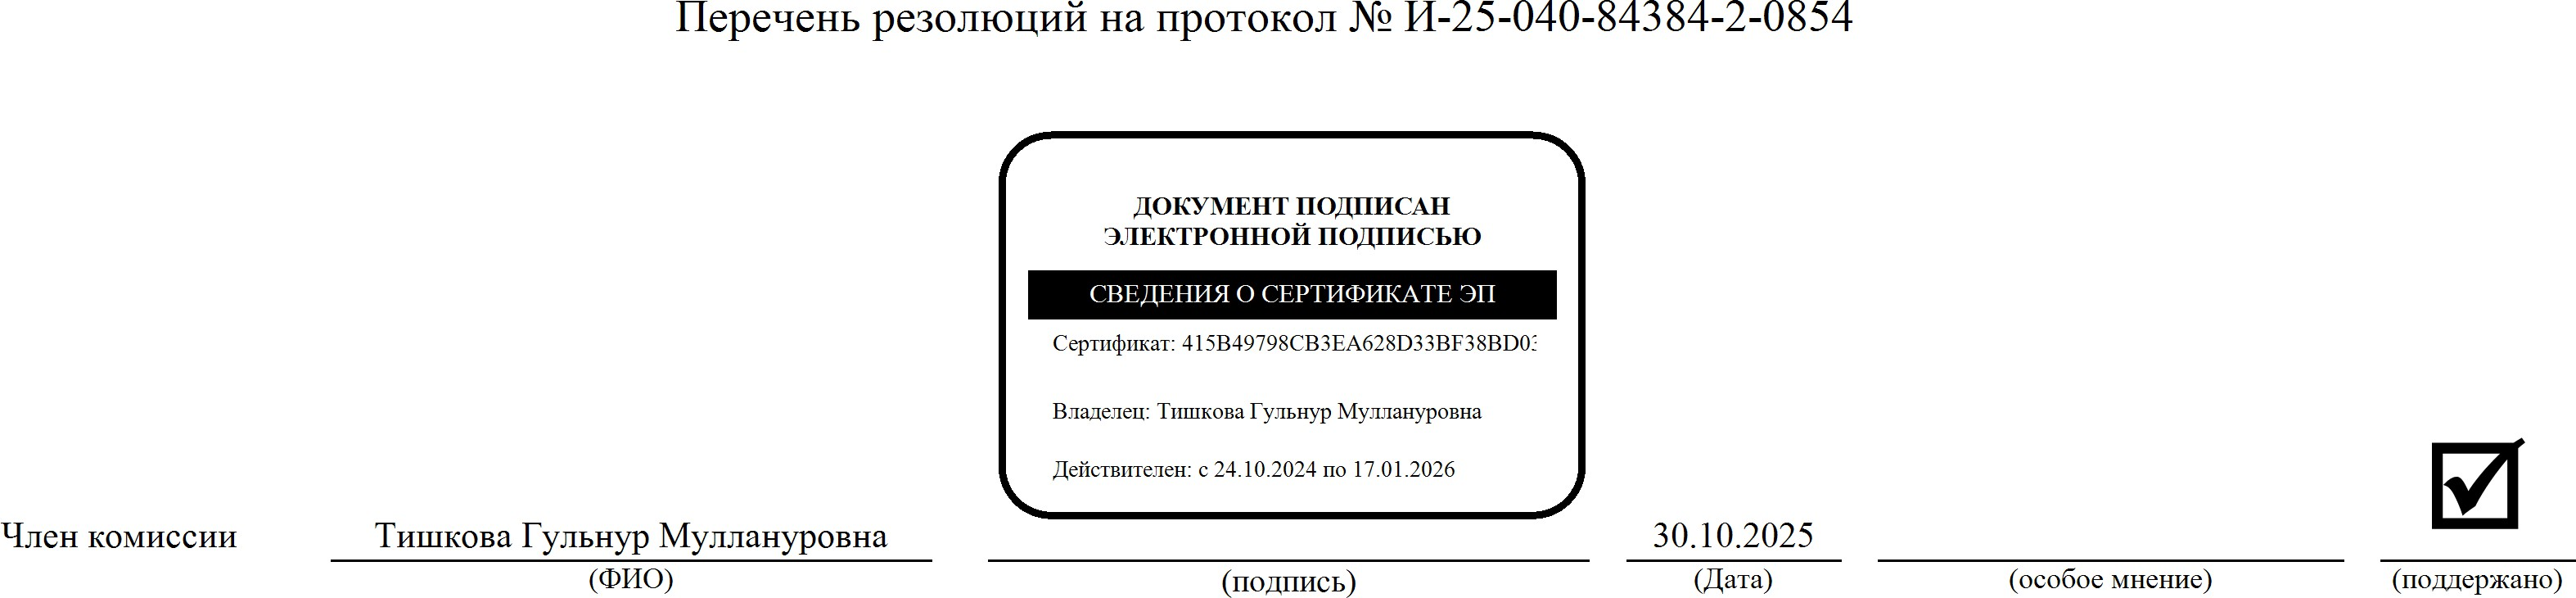 Перечень резолюций на протокол № И-25-040-84384-2-0854
ДОКУМЕНТ ПОДПИСАН
ЭЛЕКТРОННОЙ ПОДПИСЬЮ
СВЕДЕНИЯ О СЕРТИФИКАТЕ ЭП
Сертификат: 415B49798CB3EA628D33BF38BD03
Владелец: Тишкова Гульнур Муллануровна
Действителен: с 24.10.2024 по 17.01.2026
Член комиссии Тишкова Гульнур Муллануровна 30.10.2025
(ФИО) (подпись) (Дата) (особое мнение) (поддержано)